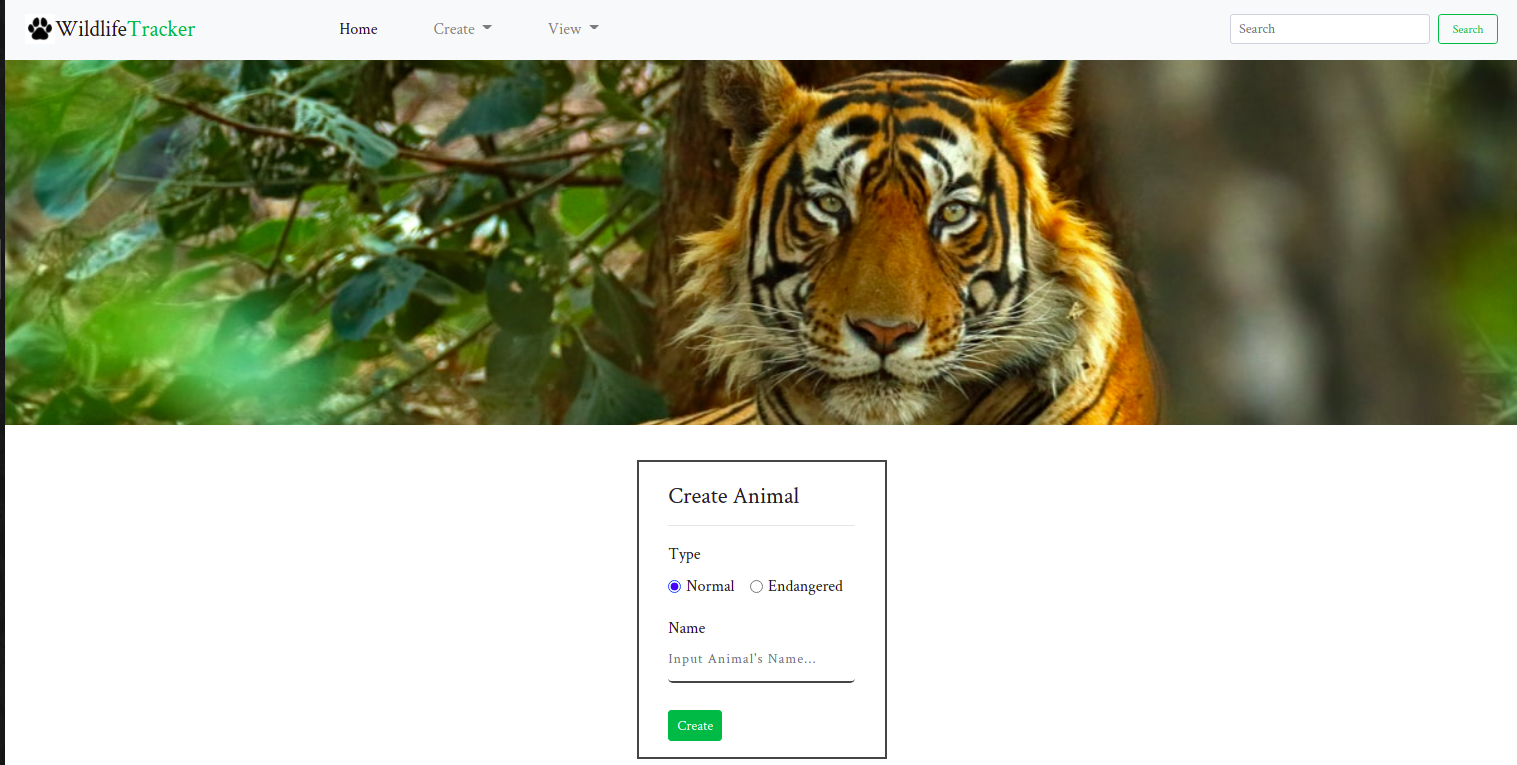 WildlifeTracker Home Create View Search Search
Create Animal
Type
Normal Endangered
Name
Input Animal's Name...
Create